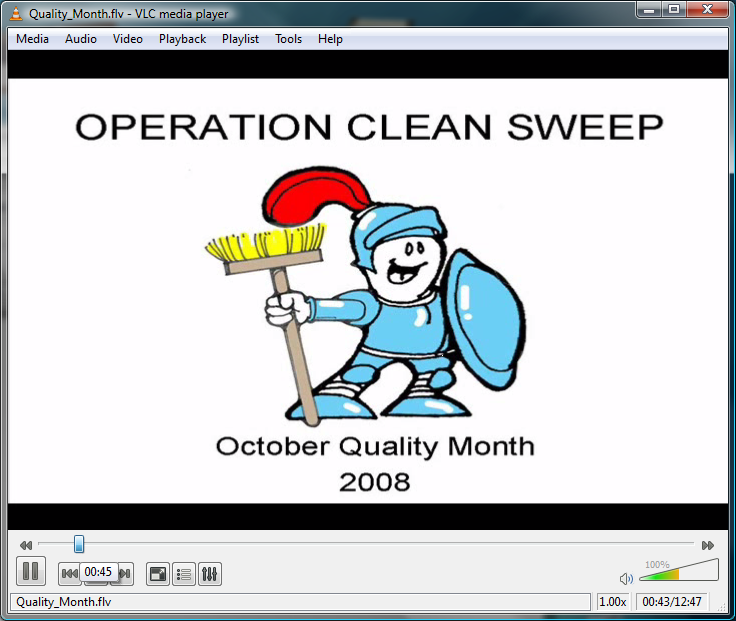 Quality_Month.flv - VLC media player
Media Audio Video Playback Playlist Tools Help
OPERATION CLEAN SWEEP
October Quality Month
2008
00:45
100%
Quality_Month.flv 1.00x 00:43/12:47